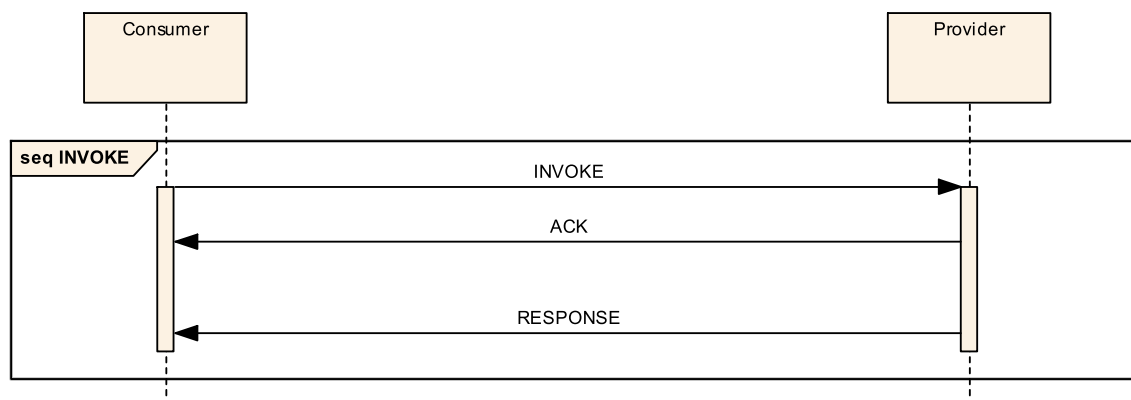 Consumer
Provider
seq INVOKE
INVOKE
ACK
RESPONSE